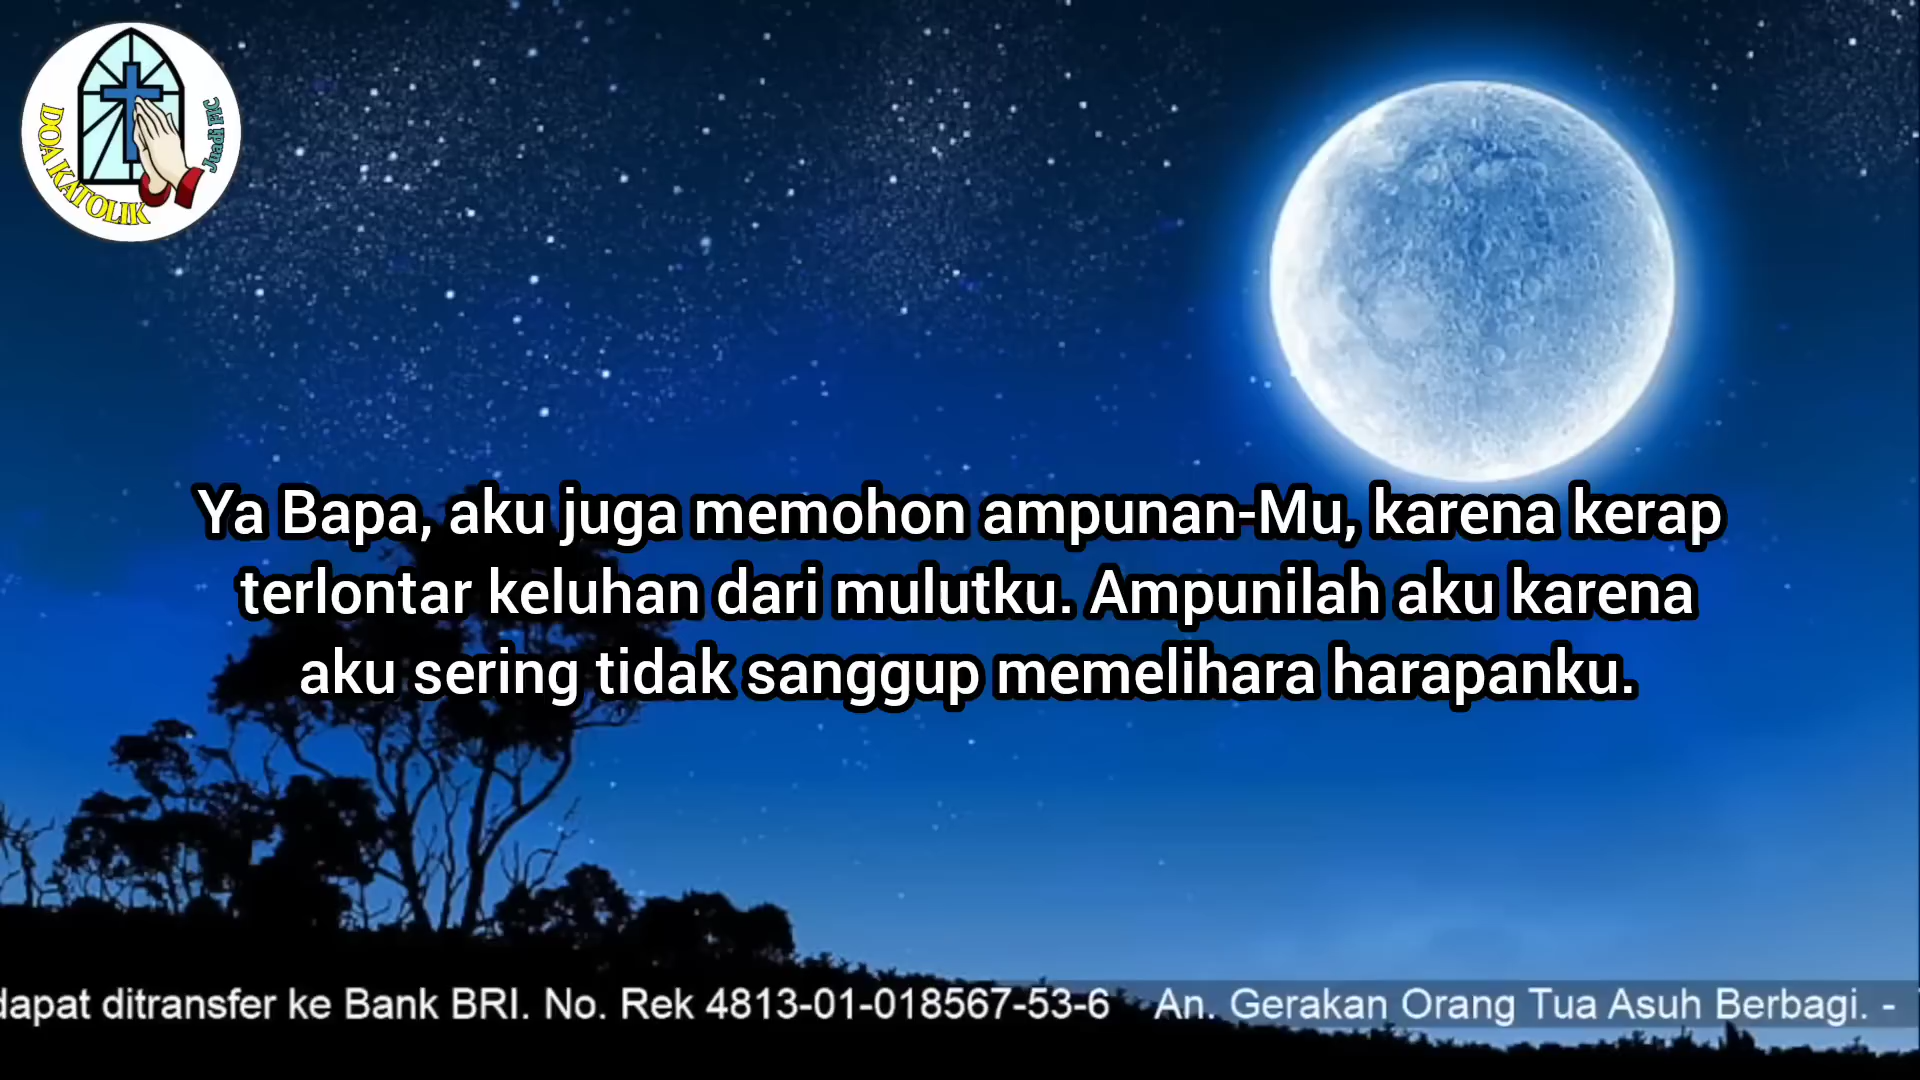 DOA KATOLIK
Juadi PIC
Ya Bapa, aku juga memohon ampunan-Mu, karena kerap
terlontar keluhan dari mulutku. Ampunilah aku karena
aku sering tidak sanggup memelihara harapanku.
dapat ditransfer ke Bank BRI. No. Rek 4813-01-018567-53-6 An. Gerakan Orang Tua Asuh Berbagi. -